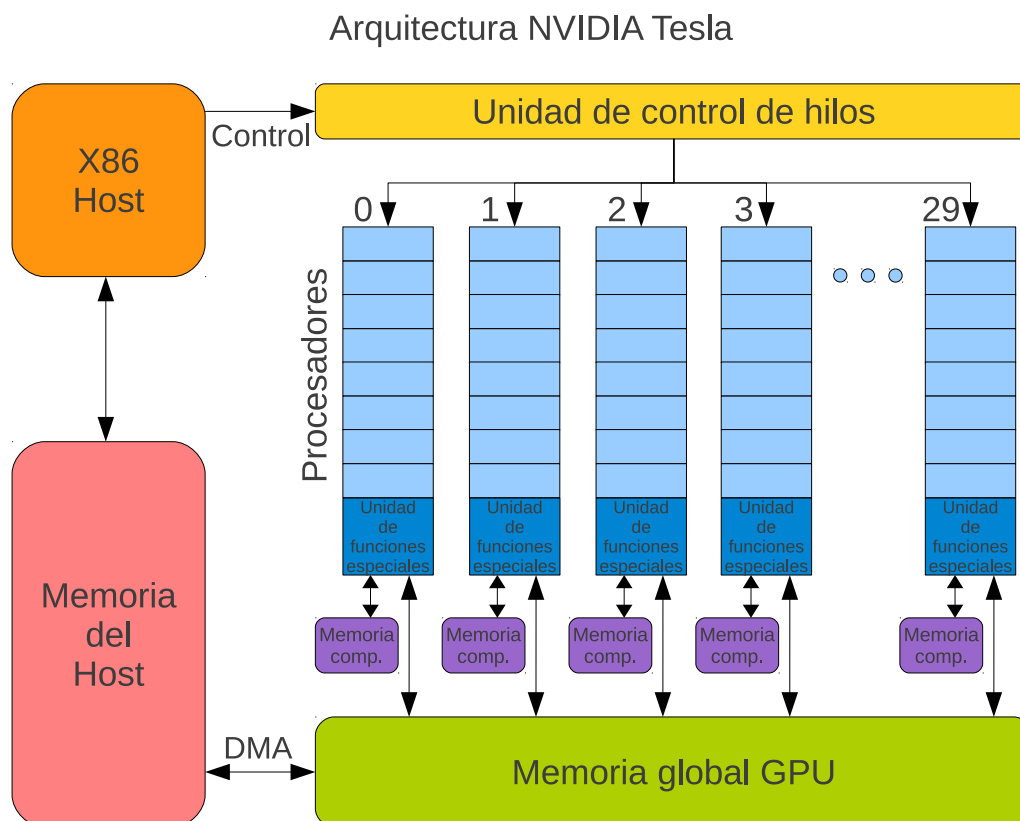 Arquitectura NVIDIA Tesla
X86
Host
Control
Unidad de control de hilos
0
1
2
3
29
Procesadores
Unidad
de
funciones
especiales
Unidad
de
funciones
especiales
Unidad
de
funciones
especiales
Unidad
de
funciones
especiales
Unidad
de
funciones
especiales
Memoria
comp.
Memoria
comp.
Memoria
comp.
Memoria
comp.
Memoria
comp.
Memoria
del
Host
DMA
Memoria global GPU